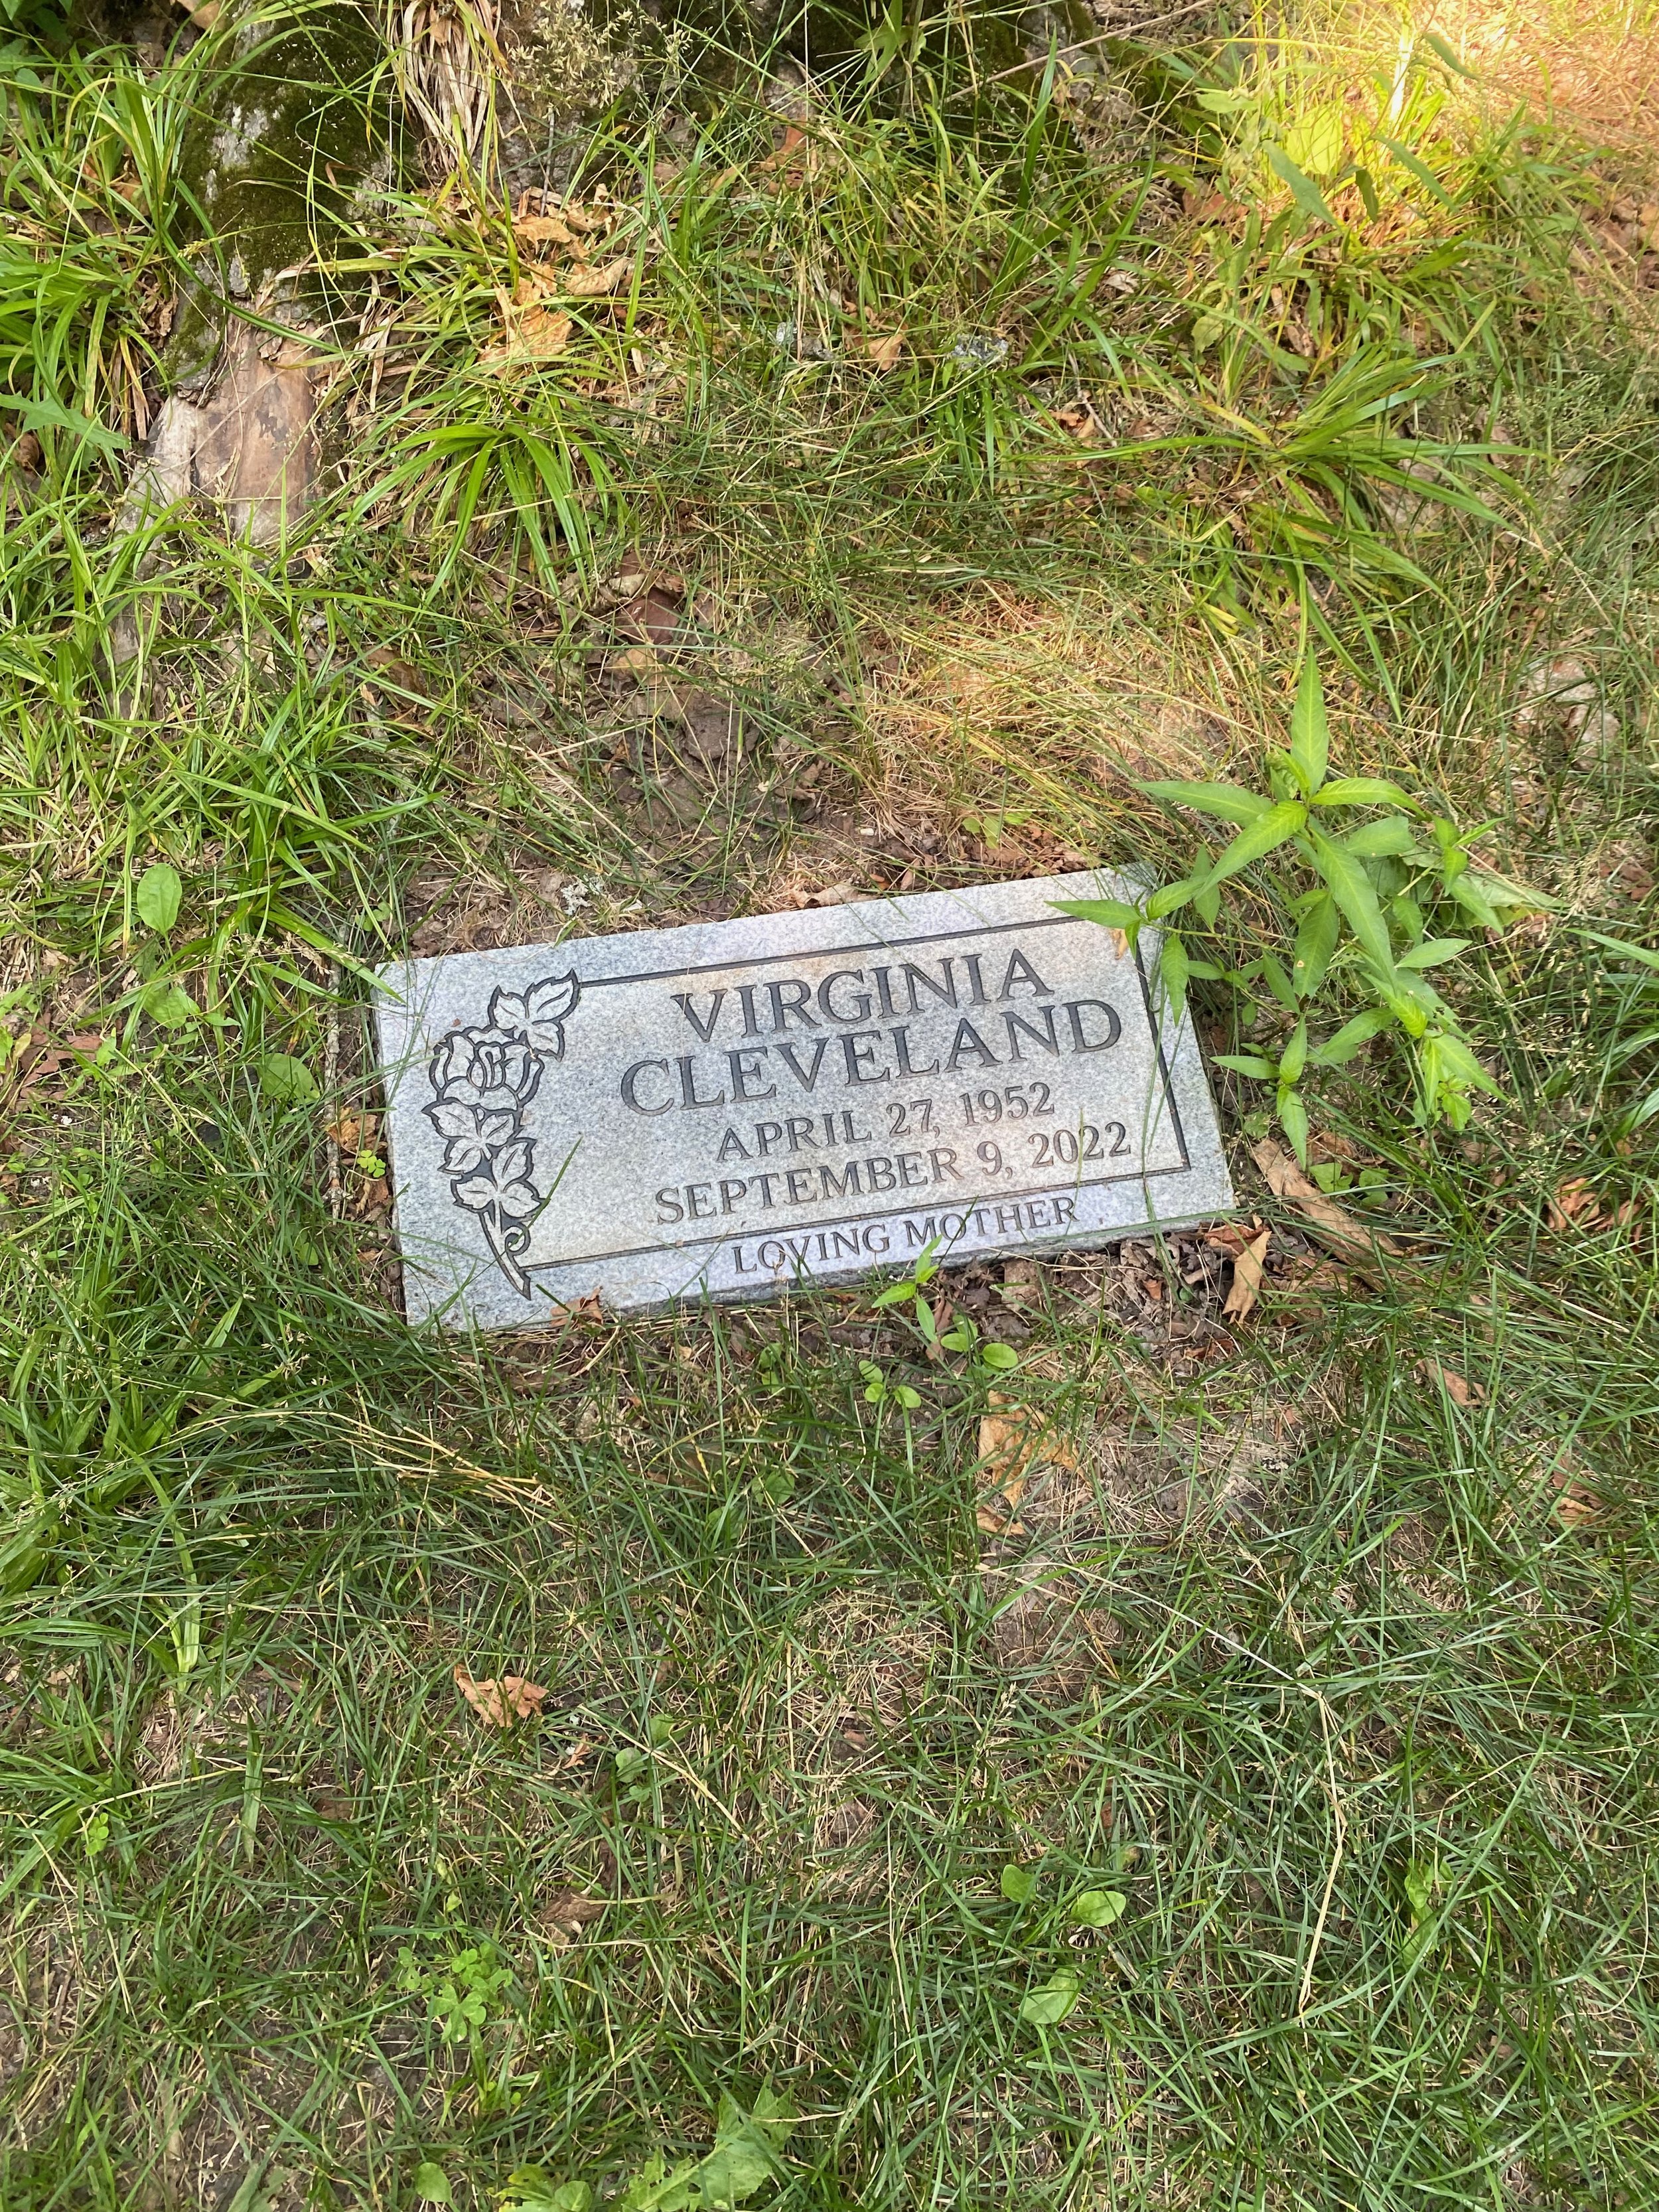 VIRGINIA
CLEVELAND
APRIL 27, 1952
SEPTEMBER 9, 2022
LOVING MOTHER